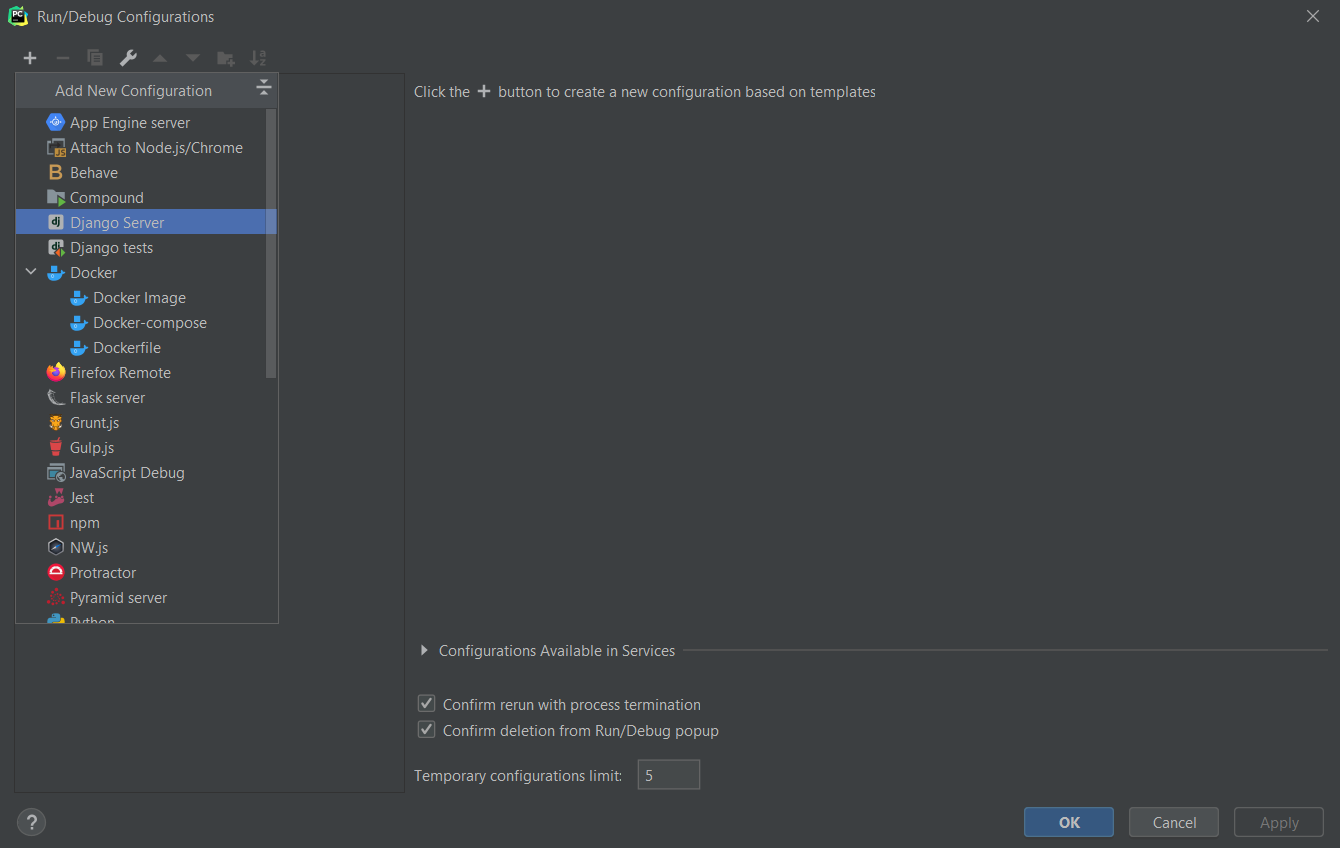 Run/Debug Configurations
Add New Configuration
App Engine server
Attach to Node.js/Chrome
Behave
Compound
Django Server
Django tests
Docker
Docker Image
Docker-compose
Dockerfile
Firefox Remote
Flask server
Grunt.js
Gulp.js
JavaScript Debug
Jest
npm
NW.js
Protractor
Pyramid server
Python
Click the + button to create a new configuration based on templates
Configurations Available in Services
Confirm rerun with process termination
Confirm deletion from Run/Debug popup
Temporary configurations limit: 5
? OK Cancel Apply